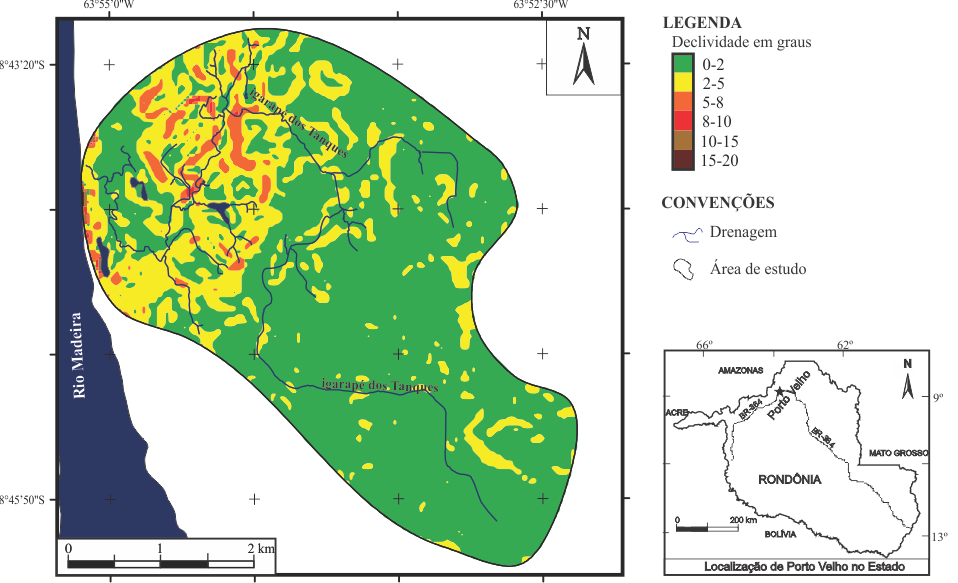 63°55'0"W
63°52'30"W
8°43'20"S
8°45'50"S
N
igarapé dos Tanques
igarapé dos Tanques
Rio Madeira
0 1 2 km
LEGENDA
Declividade em graus
0-2
2-5
5-8
8-10
10-15
15-20
CONVENÇÕES
Drenagem
Área de estudo
66° 62°
AMAZONAS
N
9°
ACRE
BR-364
Porto Velho
BR-364
MATO GROSSO
RONDÔNIA
0 200 km
BOLÍVIA
13°
Localização de Porto Velho no Estado